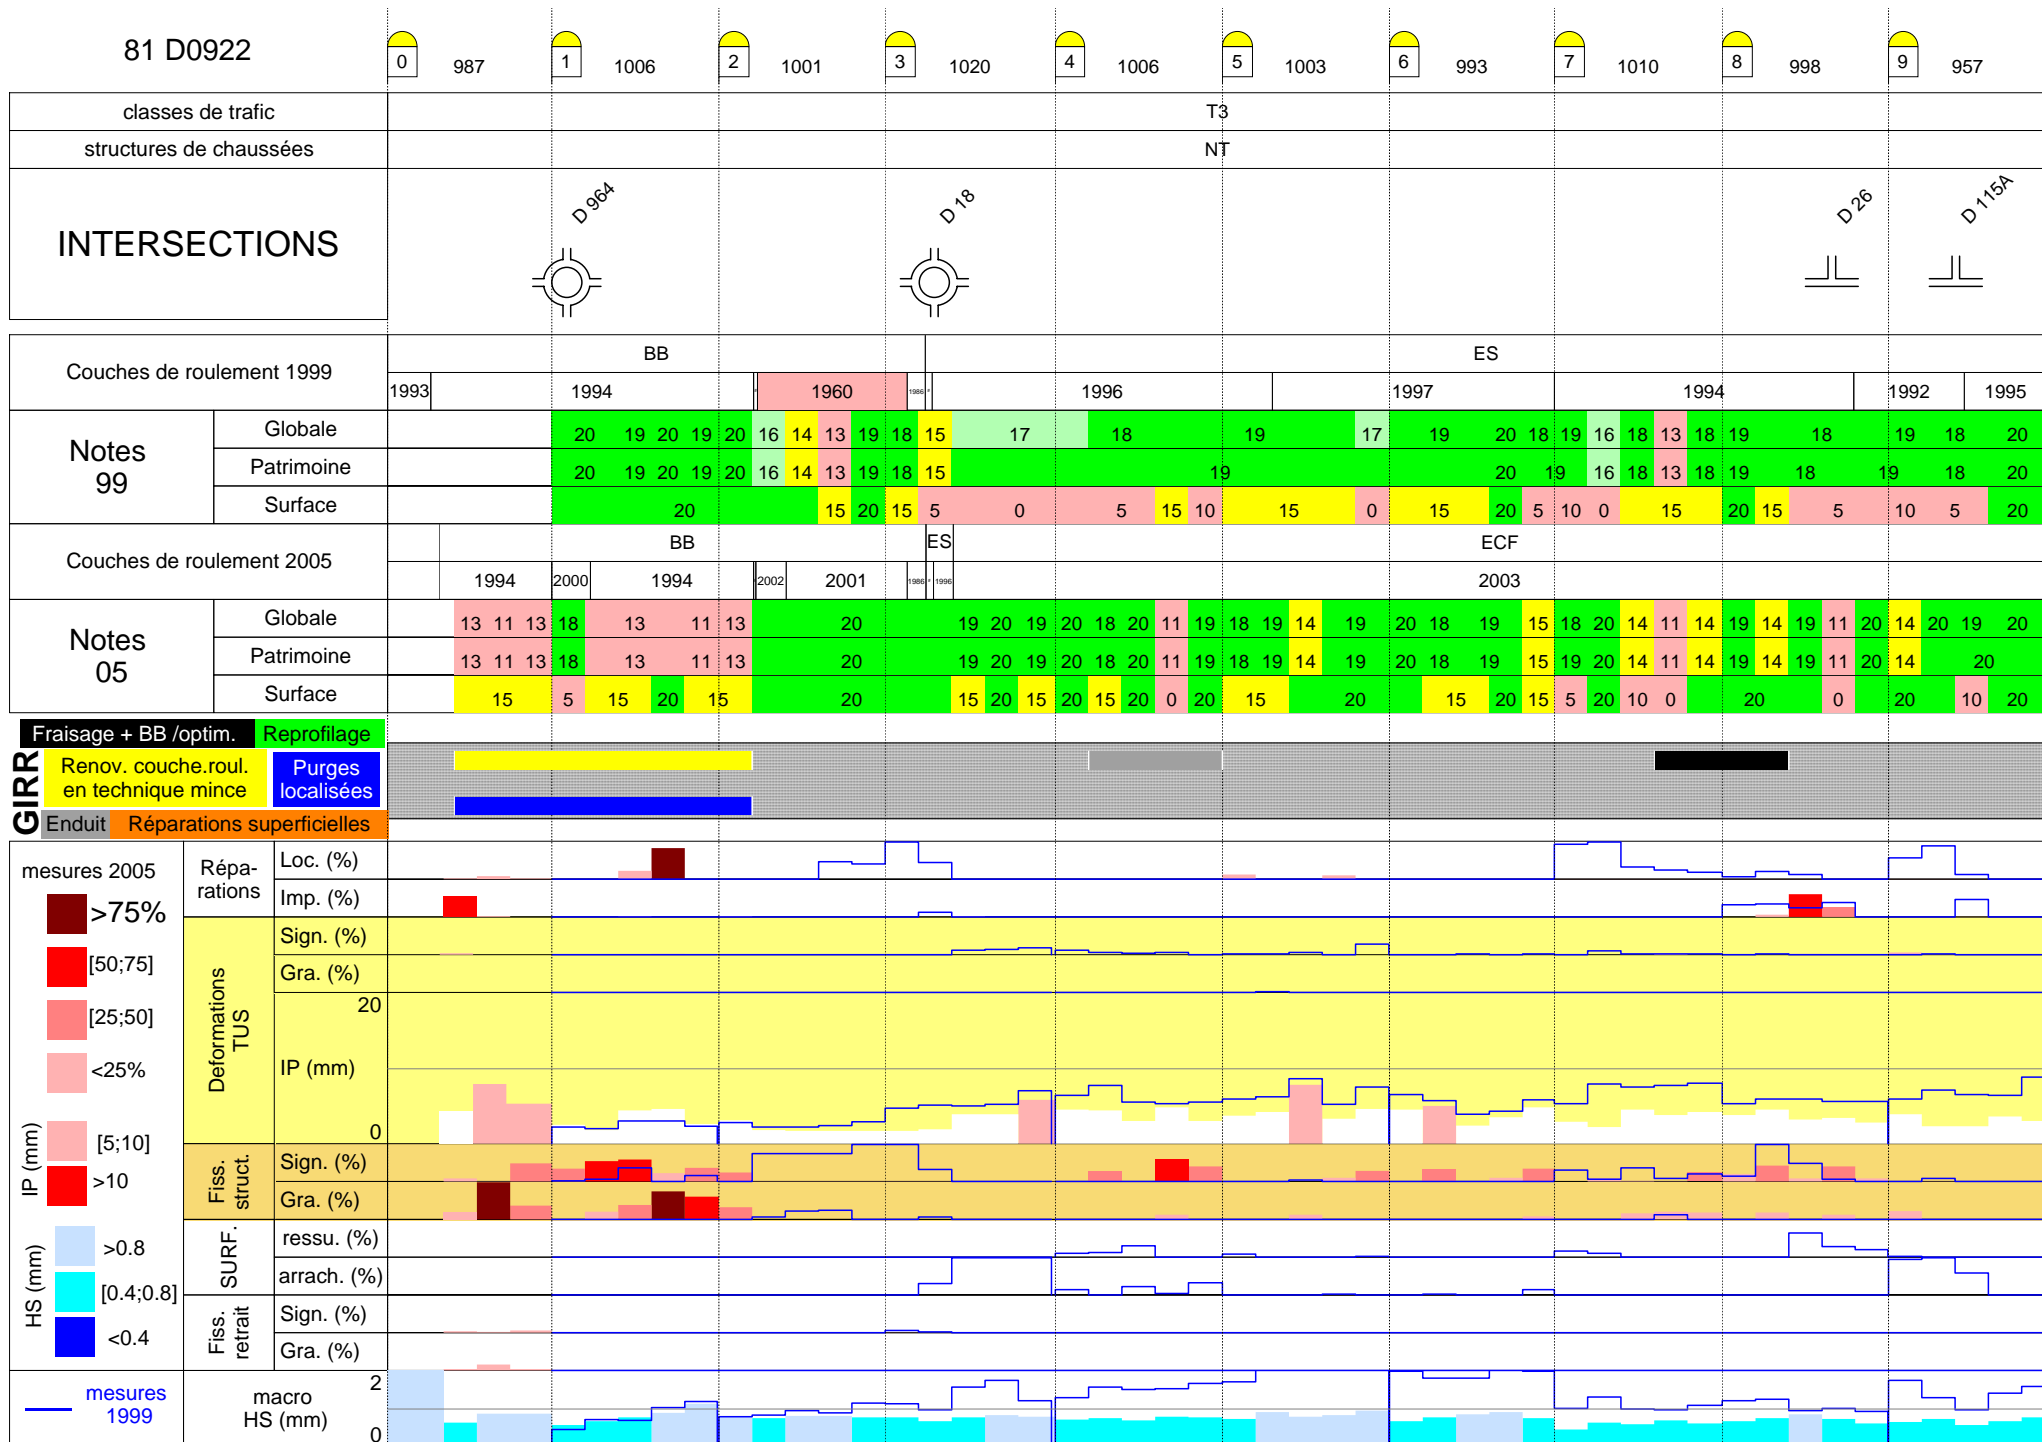 81 D0922
0 987 1 1006 2 1001 3 1020 4 1006 5 1003 6 993 7 1010 8 998 9 957
classes de trafic T3
structures de chaussées NT
INTERSECTIONS
D 964 D 18 D 26 D 115A
Couches de roulement 1999
BB ES
1993 1994 1960 1986 1996 1997 1994 1992 1995
Notes 99
Globale 20 19 20 19 20 16 14 13 19 18 15 17 18 19 17 19 20 18 19 16 18 13 18 19 18 19 18 20
Patrimoine 20 19 20 19 20 16 14 13 19 18 15 19 20 19 16 18 13 18 19 18 19 18 20
Surface 20 15 20 15 5 0 5 15 10 15 0 15 20 5 10 0 15 20 15 5 10 5 20
Couches de roulement 2005
BB ES ECF
1994 2000 1994 2002 2001 1986 1996 2003
Notes 05
Globale 13 11 13 18 13 11 13 20 19 20 19 20 18 20 11 19 18 19 14 19 20 18 19 15 18 20 14 11 14 19 14 19 11 20 14 20 19 20
Patrimoine 13 11 13 18 13 11 13 20 19 20 19 20 18 20 11 19 18 19 14 19 20 18 19 15 19 20 14 11 14 19 14 19 11 20 14 20
Surface 15 5 15 20 15 20 15 20 15 20 15 20 0 20 15 20 15 20 15 5 20 10 0 20 0 20 10 20
GIRR
Fraisage + BB /optim. Reprofilage
Renov. couche.roul.
en technique mince
Purges
localisées
Enduit Réparations superficielles
mesures 2005
>75%
[50;75]
[25;50]
<25%
IP (mm)
[5;10]
>10
HS (mm)
>0.8
[0.4;0.8]
<0.4
mesures
1999
Répa-
rations
Loc. (%)
Imp. (%)
Deformations
TUS
Sign. (%)
Gra. (%)
20
IP (mm)
0
Fiss.
struct.
Sign. (%)
Gra. (%)
SURF.
ressu. (%)
arrach. (%)
Fiss.
retrait
Sign. (%)
Gra. (%)
macro
HS (mm)
2
0